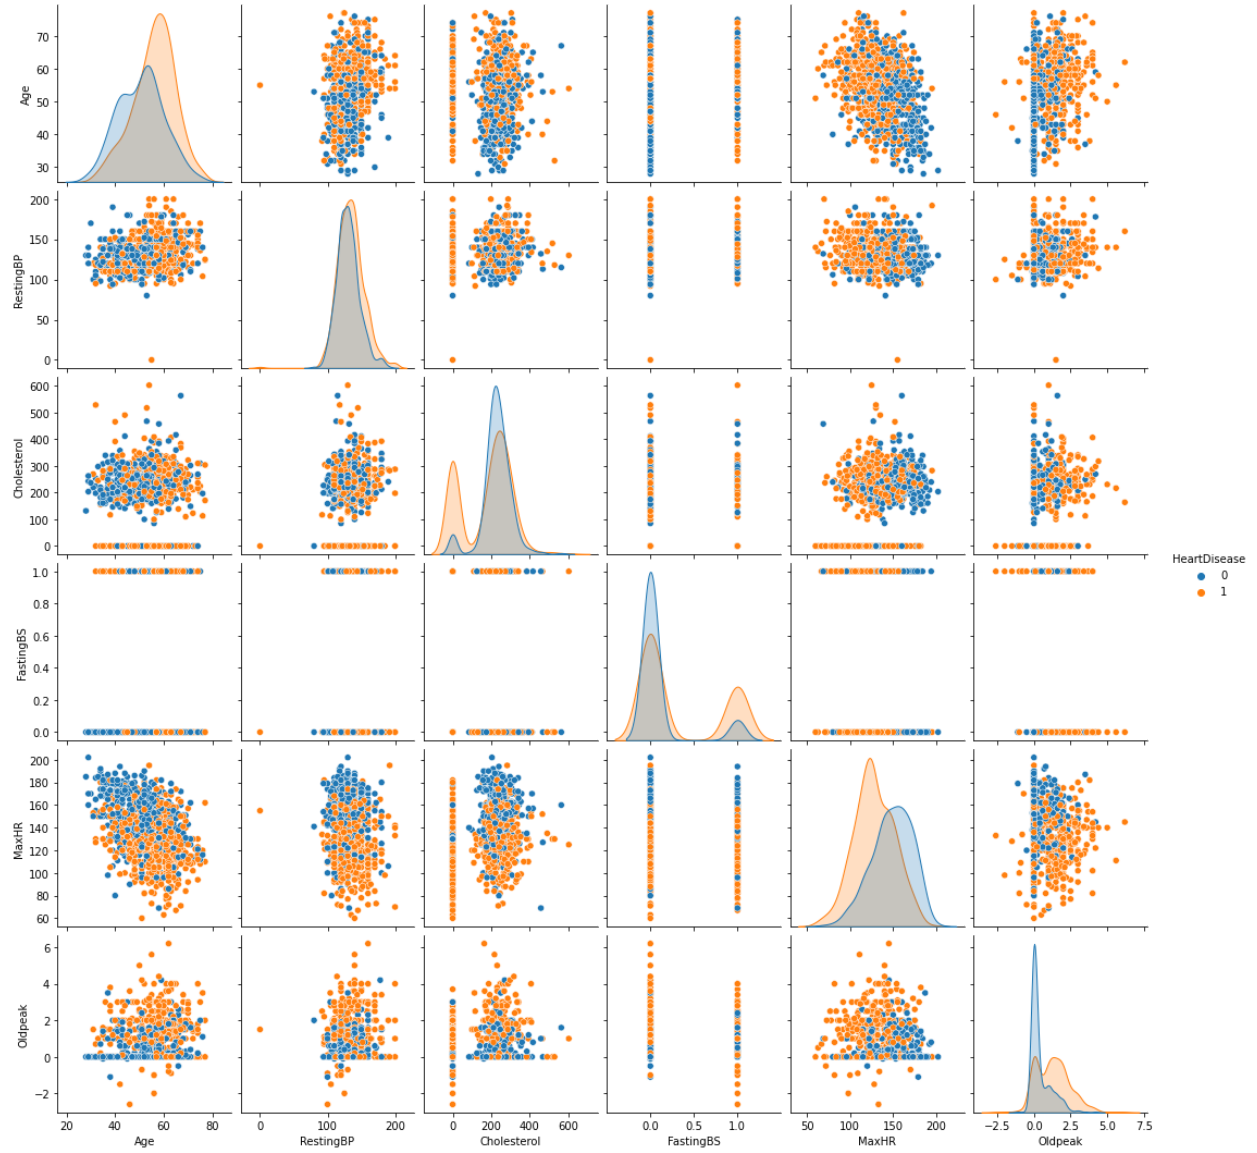 70
60
50
40
30
Age
200
150
100
50
0
RestingBP
600
500
400
300
200
100
0
Cholesterol
1.0
0.8
0.6
0.4
0.2
0.0
FastingBS
HeartDisease
0
1
200
180
160
140
120
100
80
60
MaxHR
6
4
2
0
−2
Oldpeak
20 40 60 80
0 100 200
0 200 400 600
0.0 0.5 1.0
50 100 150 200
−2.5 0.0 2.5 5.0 7.5
Age RestingBP Cholesterol FastingBS MaxHR Oldpeak